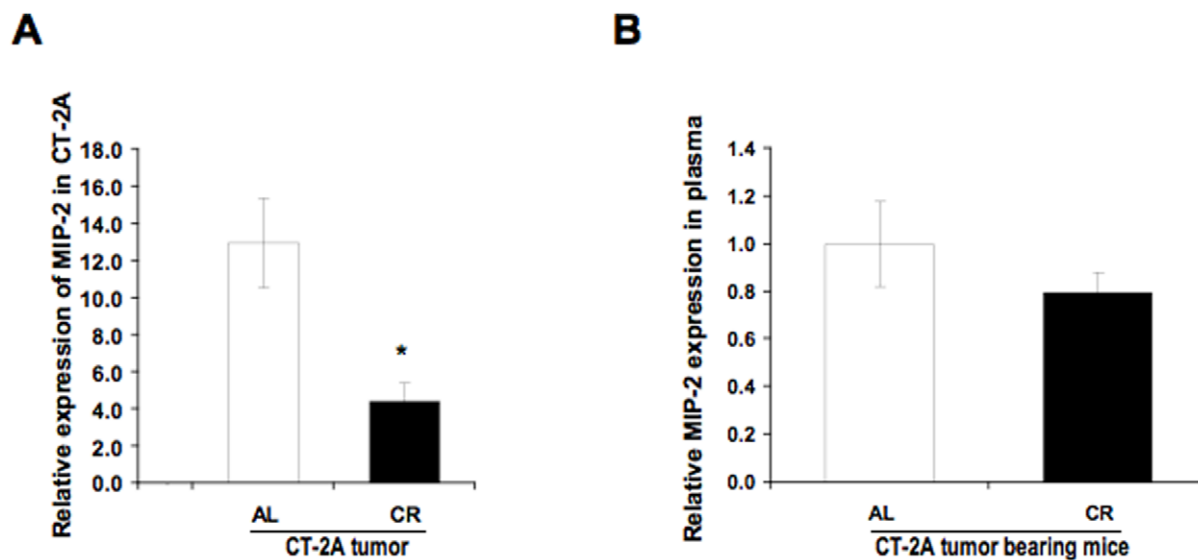 A
Relative expression of MIP-2 in CT-2A
18.0
16.0
14.0
12.0
10.0
8.0
6.0
4.0
2.0
0.0
*
AL CR
CT-2A tumor
B
Relative MIP-2 expression in plasma
1.4
1.2
1.0
0.8
0.6
0.4
0.2
0.0
AL CR
CT-2A tumor bearing mice